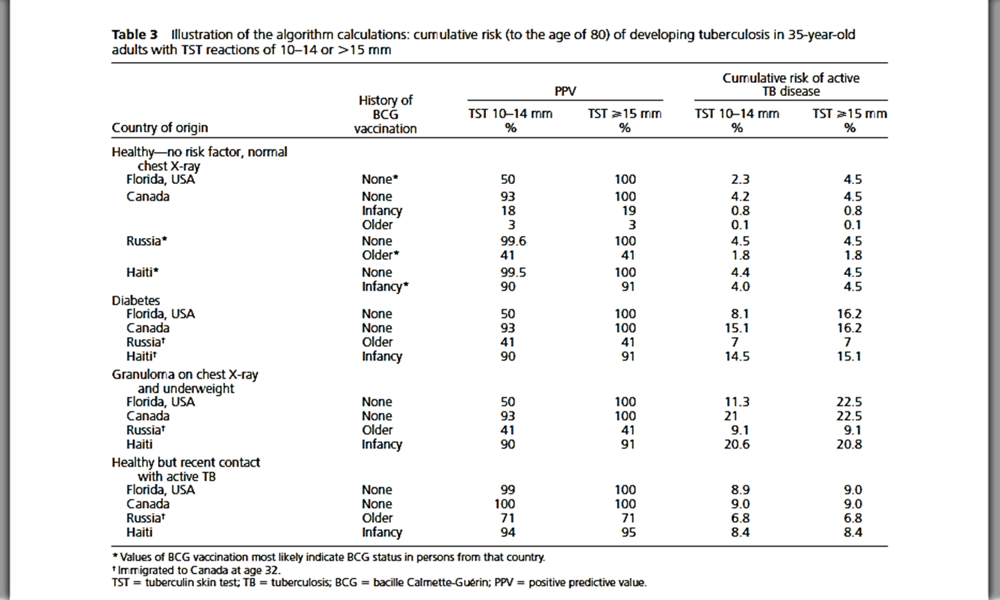 Table 3 Illustration of the algorithm calculations: cumulative risk (to the age of 80) of developing tuberculosis in 35-year-old
adults with TST reactions of 10–14 or >15 mm
Cumulative risk of active
PPV TB disease
History of
BCG TST 10–14 mm TST ⩾15 mm TST 10–14 mm TST ⩾15 mm
Country of origin vaccination % % % %
Healthy—no risk factor, normal
chest X-ray
Florida, USA None* 50 100 2.3 4.5
Canada None 93 100 4.2 4.5
Infancy 18 19 0.8 0.8
Older 3 3 0.1 0.1
Russia* None 99.6 100 4.5 4.5
Older* 41 41 1.8 1.8
Haiti* None 99.5 100 4.4 4.5
Infancy* 90 91 4.0 4.5
Diabetes
Florida, USA None 50 100 8.1 16.2
Canada None 93 100 15.1 16.2
Russia† Older 41 41 7 7
Haiti† Infancy 90 91 14.5 15.1
Granuloma on chest X-ray
and underweight
Florida, USA None 50 100 11.3 22.5
Canada None 93 100 21 22.5
Russia† Older 41 41 9.1 9.1
Haiti Infancy 90 91 20.6 20.8
Healthy but recent contact
with active TB
Florida, USA None 99 100 8.9 9.0
Canada None 100 100 9.0 9.0
Russia† Older 71 71 6.8 6.8
Haiti Infancy 94 95 8.4 8.4
* Values of BCG vaccination most likely indicate BCG status in persons from that country.
† Immigrated to Canada at age 32.
TST = tuberculin skin test; TB = tuberculosis; BCG = bacille Calmette-Guérin; PPV = positive predictive value.